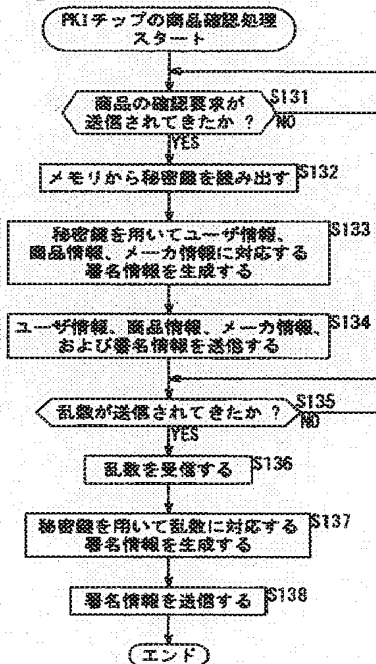 PKIチップの商品確認処理
スタート
商品の確認要求が
送信されてきたか ?
S131
NO
YES
メモリから秘密鍵を読み出す
S132
秘密鍵を用いてユーザ情報、
商品情報、メーカ情報に対応する
署名情報を生成する
S133
ユーザ情報、商品情報、メーカ情報、
および署名情報を送信する
S134
乱数が送信されてきたか ?
S135
NO
YES
乱数を受信する
S136
秘密鍵を用いて乱数に対応する
署名情報を生成する
S137
署名情報を送信する
S138
エンド